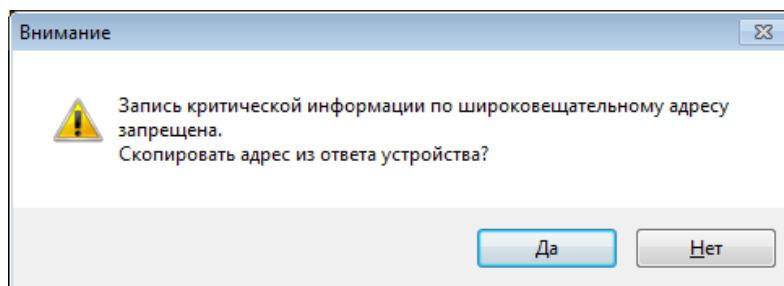 Внимание
Запись критической информации по широковещательному адресу
запрещена.
Скопировать адрес из ответа устройства?
Да
Нет